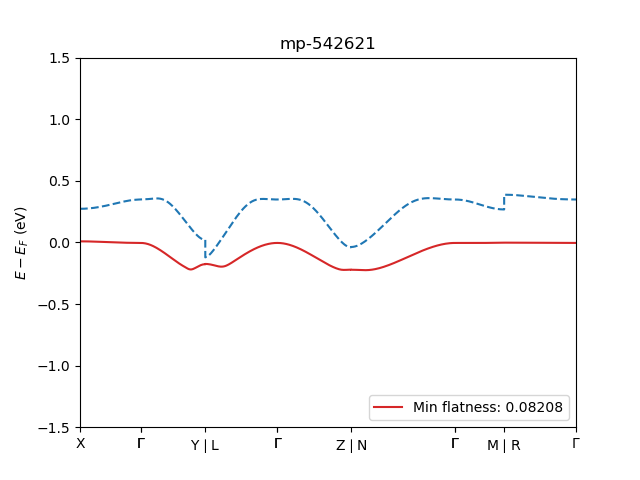 mp-542621
1.5
1.0
0.5
0.0
−0.5
−1.0
−1.5
E − E_F (eV)
Min flatness: 0.08208
X Γ Y | L Γ Z | N Γ M | R Γ